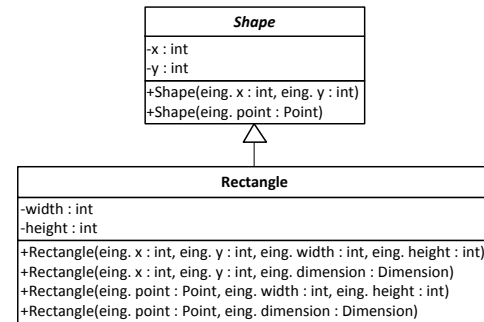 Shape
-x : int
-y : int
+Shape(eing. x : int, eing. y : int)
+Shape(eing. point : Point)
Rectangle
-width : int
-height : int
+Rectangle(eing. x : int, eing. y : int, eing. width : int, eing. height : int)
+Rectangle(eing. x : int, eing. y : int, eing. dimension : Dimension)
+Rectangle(eing. point : Point, eing. width : int, eing. height : int)
+Rectangle(eing. point : Point, eing. dimension : Dimension)